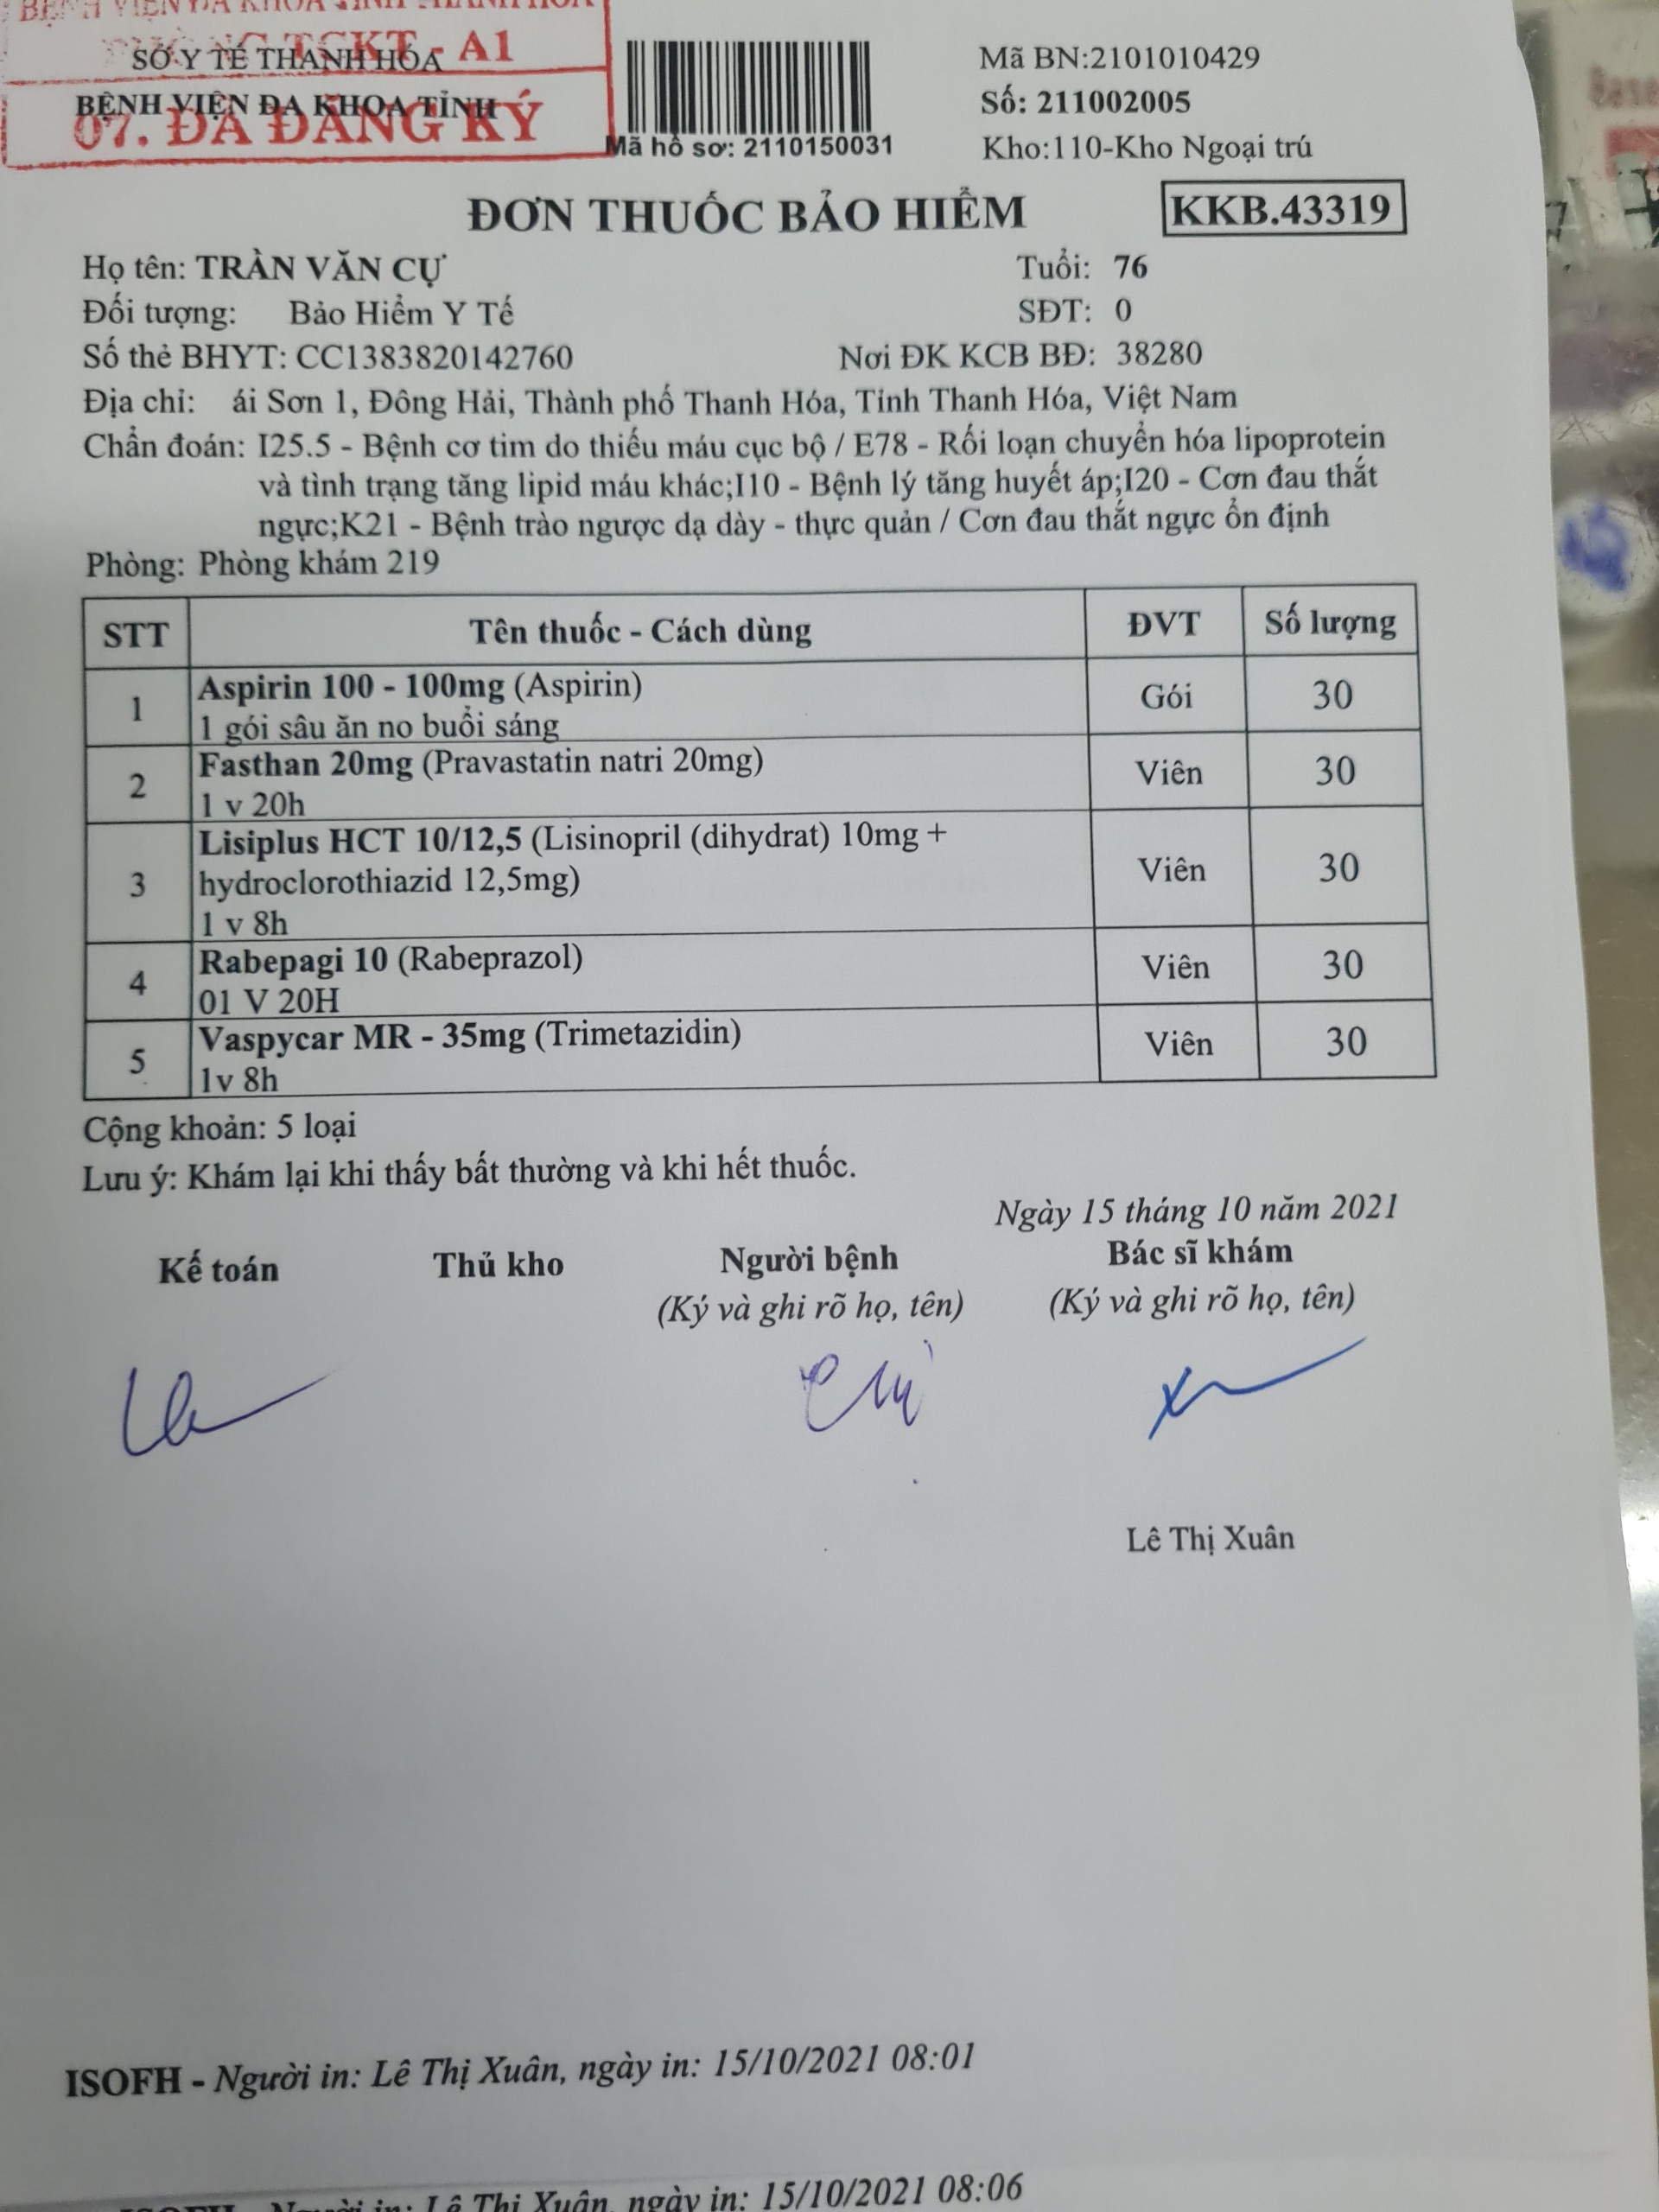 BỆNH VIỆN ĐA KHOA TỈNH THANH HÓA
PHÒNG TCKT - A1
07. ĐÃ ĐĂNG KÝ
SỞ Y TẾ THANH HÓA
BỆNH VIỆN ĐA KHOA TỈNH
Mã hồ sơ: 2110150031
Mã BN:2101010429
Số: 211002005
Kho:110-Kho Ngoại trú
ĐƠN THUỐC BẢO HIỂM
KKB.43319
Họ tên: TRẦN VĂN CỰ Tuổi: 76
Đối tượng: Bảo Hiểm Y Tế SĐT: 0
Số thẻ BHYT: CC1383820142760 Nơi ĐK KCB BĐ: 38280
Địa chỉ: ái Sơn 1, Đông Hải, Thành phố Thanh Hóa, Tỉnh Thanh Hóa, Việt Nam
Chẩn đoán: I25.5 - Bệnh cơ tim do thiếu máu cục bộ / E78 - Rối loạn chuyển hóa lipoprotein
và tình trạng tăng lipid máu khác;I10 - Bệnh lý tăng huyết áp;I20 - Cơn đau thắt
ngực;K21 - Bệnh trào ngược dạ dày - thực quản / Cơn đau thắt ngực ổn định
Phòng: Phòng khám 219
STT Tên thuốc - Cách dùng ĐVT Số lượng
1 Aspirin 100 - 100mg (Aspirin) Gói 30
1 gói sâu ăn no buổi sáng
2 Fasthan 20mg (Pravastatin natri 20mg) Viên 30
1 v 20h
3 Lisiplus HCT 10/12,5 (Lisinopril (dihydrat) 10mg + Viên 30
hydroclorothiazid 12,5mg)
1 v 8h
4 Rabepagi 10 (Rabeprazol) Viên 30
01 V 20H
5 Vaspycar MR - 35mg (Trimetazidin) Viên 30
1v 8h
Cộng khoản: 5 loại
Lưu ý: Khám lại khi thấy bất thường và khi hết thuốc.
Ngày 15 tháng 10 năm 2021
Kế toán Thủ kho Người bệnh Bác sĩ khám
(Ký và ghi rõ họ, tên) (Ký và ghi rõ họ, tên)
Lê Thị Xuân
ISOFH - Người in: Lê Thị Xuân, ngày in: 15/10/2021 08:01
ISOFH - Người in: Lê Thị Xuân, ngày in: 15/10/2021 08:06